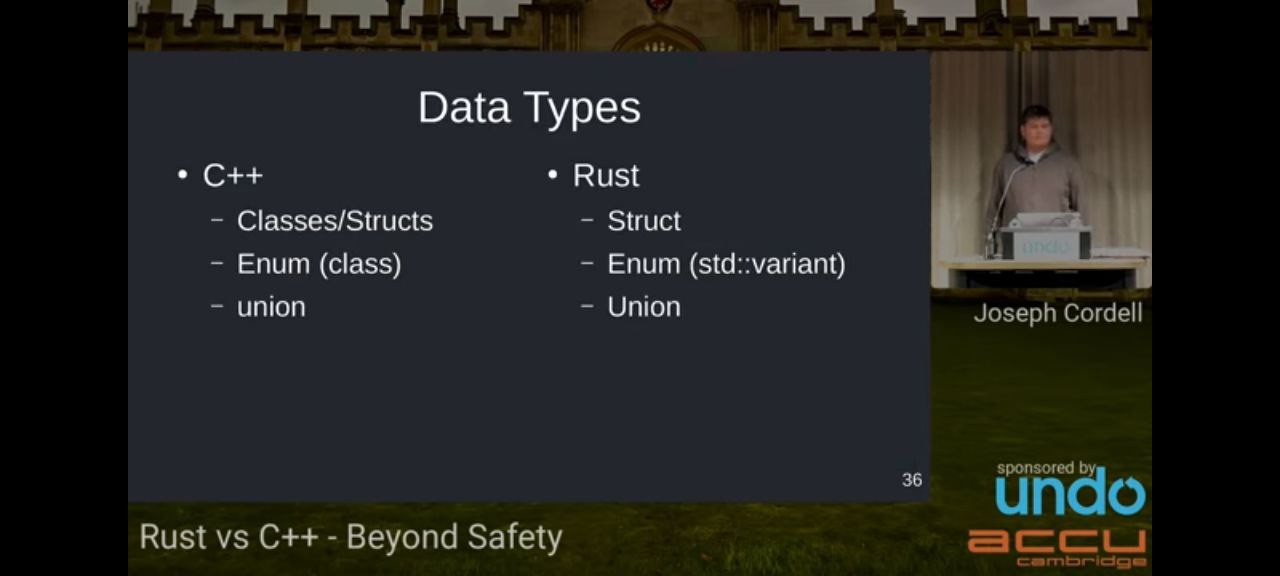 Data Types
• C++
– Classes/Structs
– Enum (class)
– union
• Rust
– Struct
– Enum (std::variant)
– Union
36
undo
Joseph Cordell
sponsored by
undo
accu
cambridge
Rust vs C++ - Beyond Safety